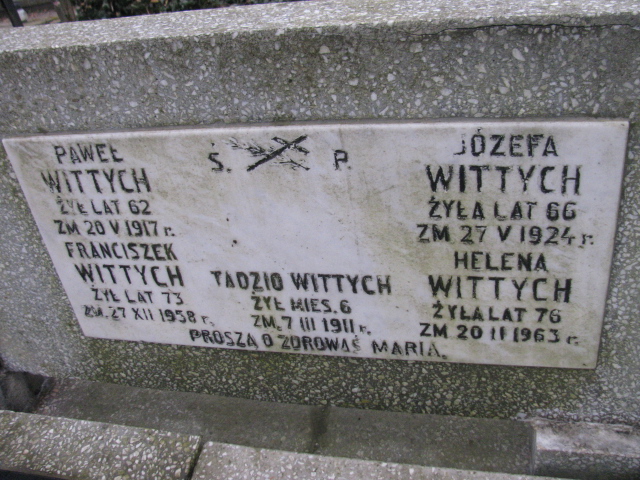 Ś. P.
PAWEŁ
WITTYCH
ŻYŁ LAT 62
ZM 20 V 1917 r.
FRANCISZEK
WITTYCH
ŻYŁ LAT 73
ZM. 27 XII 1958 r.
TADZIO WITTYCH
ŻYŁ MIES. 6
ZM. 7 III 1911 r.
JÓZEFA
WITTYCH
ŻYŁA LAT 66
ZM 27 V 1924 r.
HELENA
WITTYCH
ŻYŁA LAT 76
ZM 20 II 1963 r.
PROSZĄ O ZDROWAŚ MARIA.